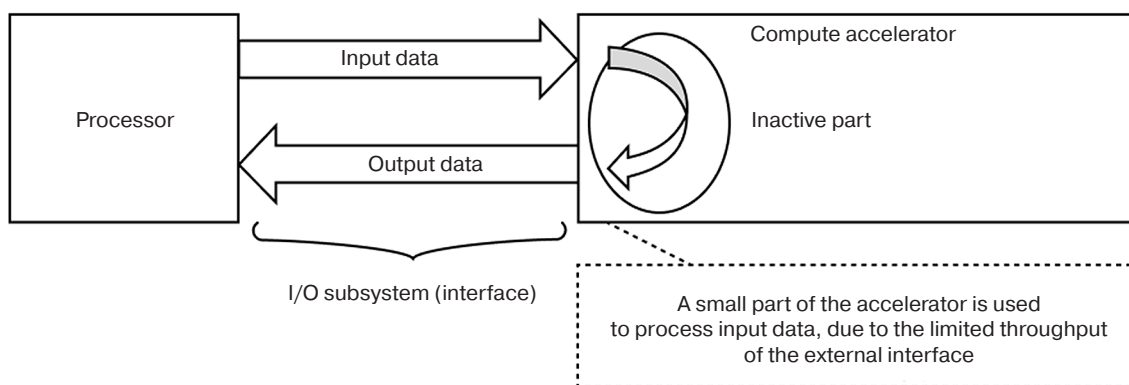 Processor
Input data
Output data
Compute accelerator
Inactive part
I/O subsystem (interface)
A small part of the accelerator is used
to process input data, due to the limited throughput
of the external interface